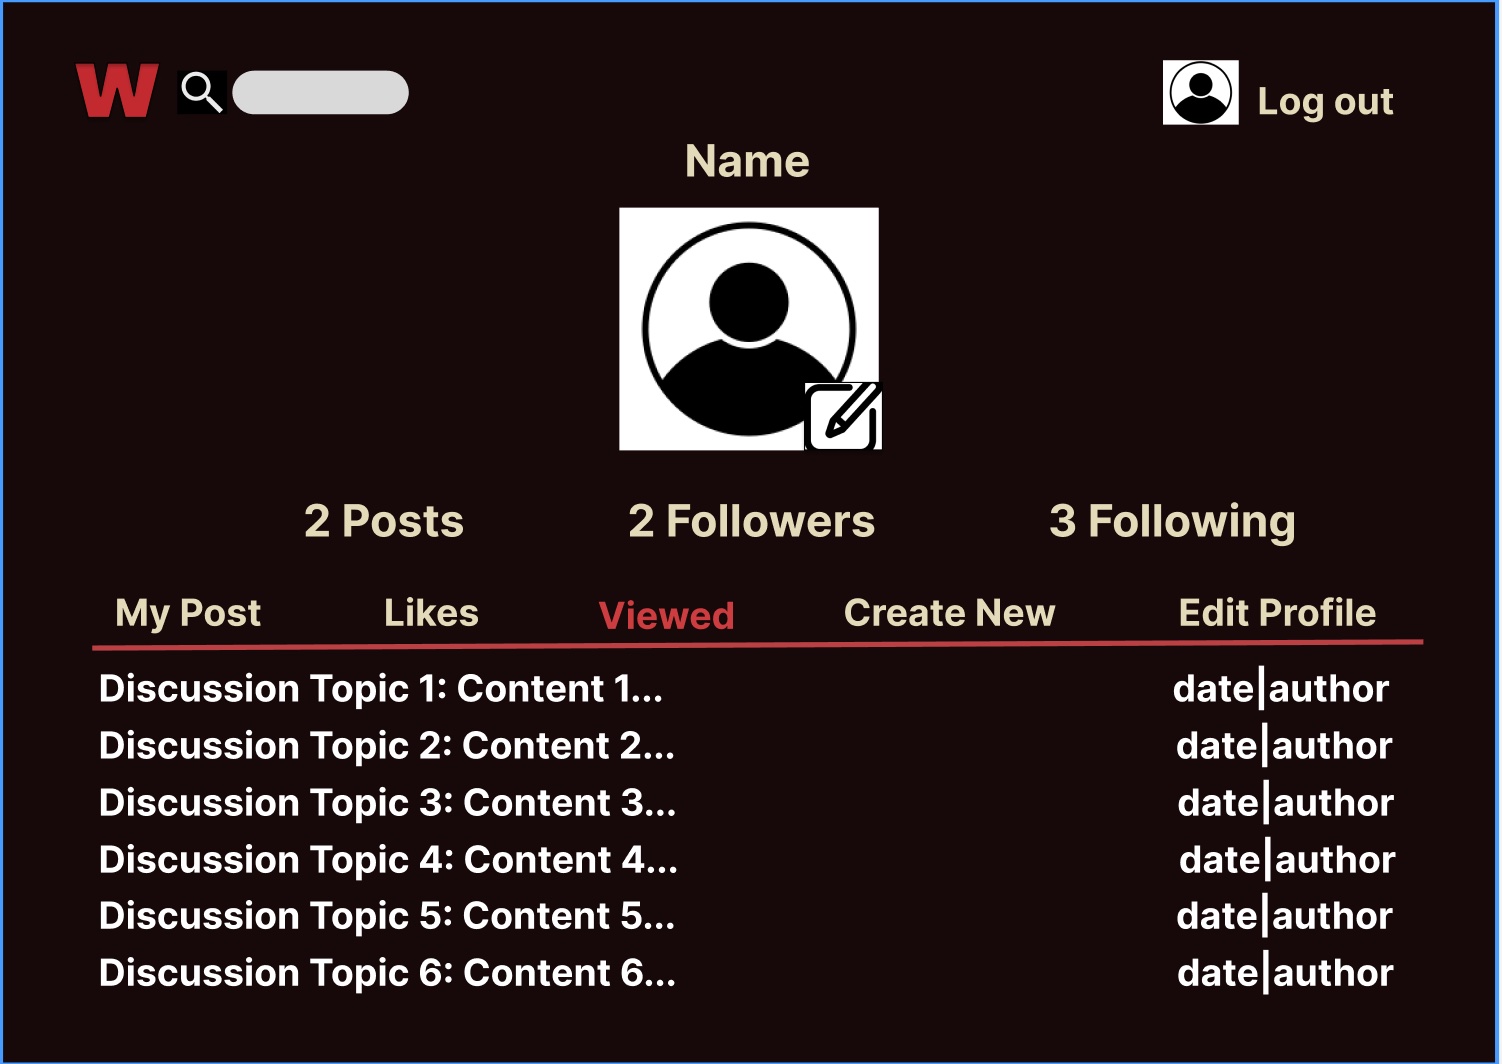 W
Log out
Name
2 Posts 2 Followers 3 Following
My Post Likes Viewed Create New Edit Profile
Discussion Topic 1: Content 1... date|author
Discussion Topic 2: Content 2... date|author
Discussion Topic 3: Content 3... date|author
Discussion Topic 4: Content 4... date|author
Discussion Topic 5: Content 5... date|author
Discussion Topic 6: Content 6... date|author